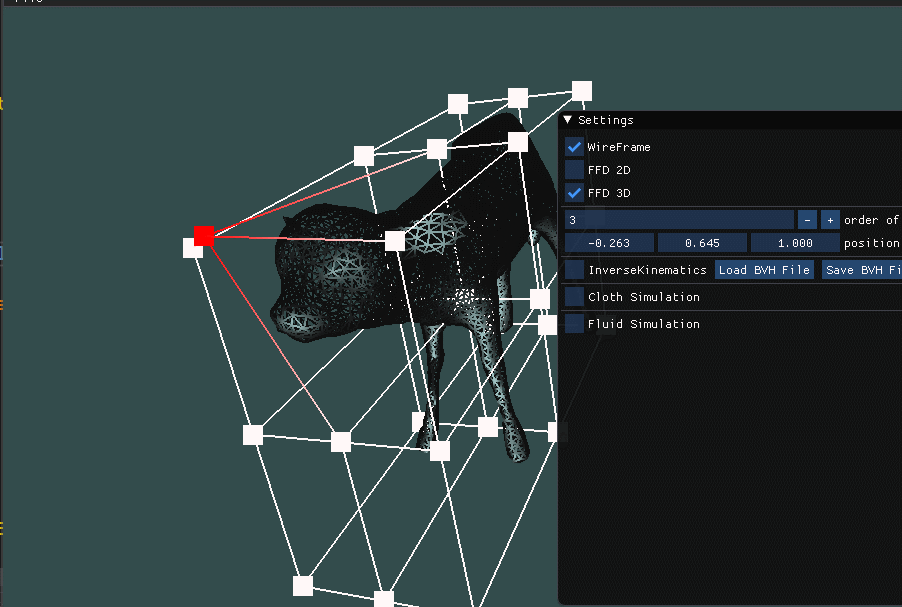 Settings
WireFrame
FFD 2D
FFD 3D
3 - + order of
-0.263 0.645 1.000 position
InverseKinematics Load BVH File Save BVH Fi
Cloth Simulation
Fluid Simulation